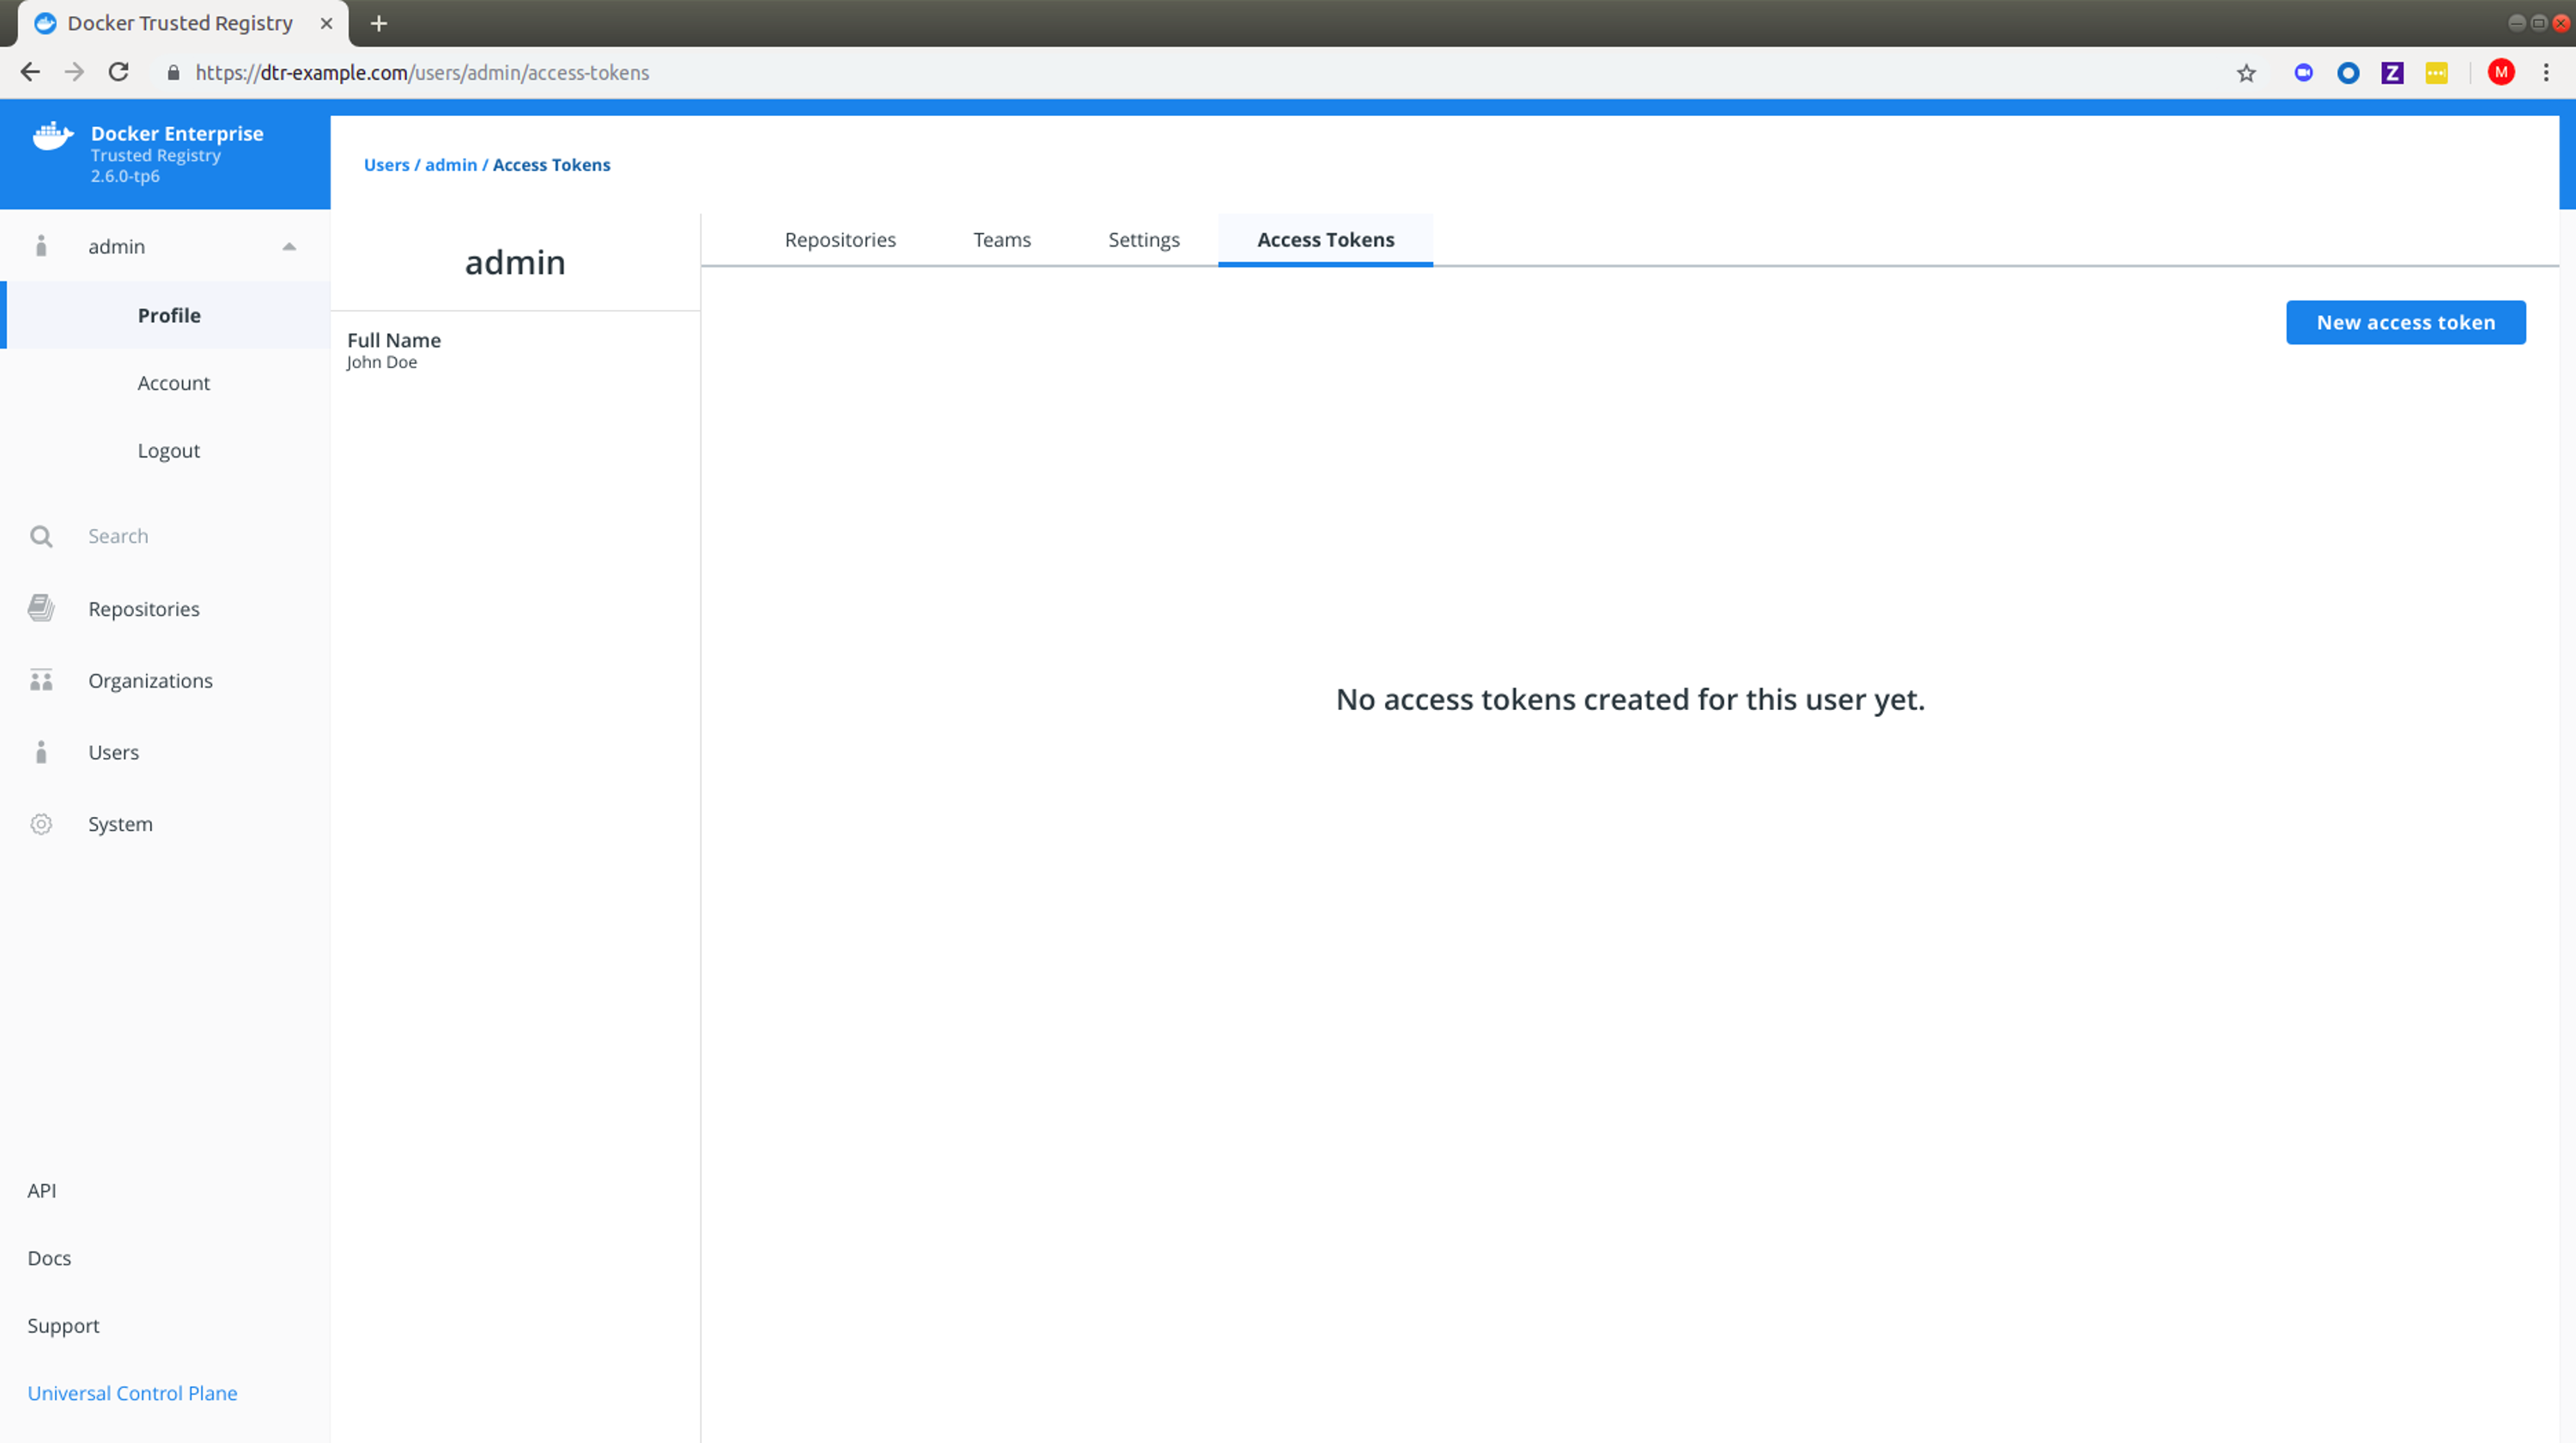 Docker Trusted Registry
https://dtr-example.com/users/admin/access-tokens
Z
M
Docker Enterprise
Trusted Registry
2.6.0-tp6
admin
Profile
Account
Logout
Search
Repositories
Organizations
Users
System
API
Docs
Support
Universal Control Plane
Users / admin / Access Tokens
admin
Full Name
John Doe
Repositories Teams Settings Access Tokens
New access token
No access tokens created for this user yet.